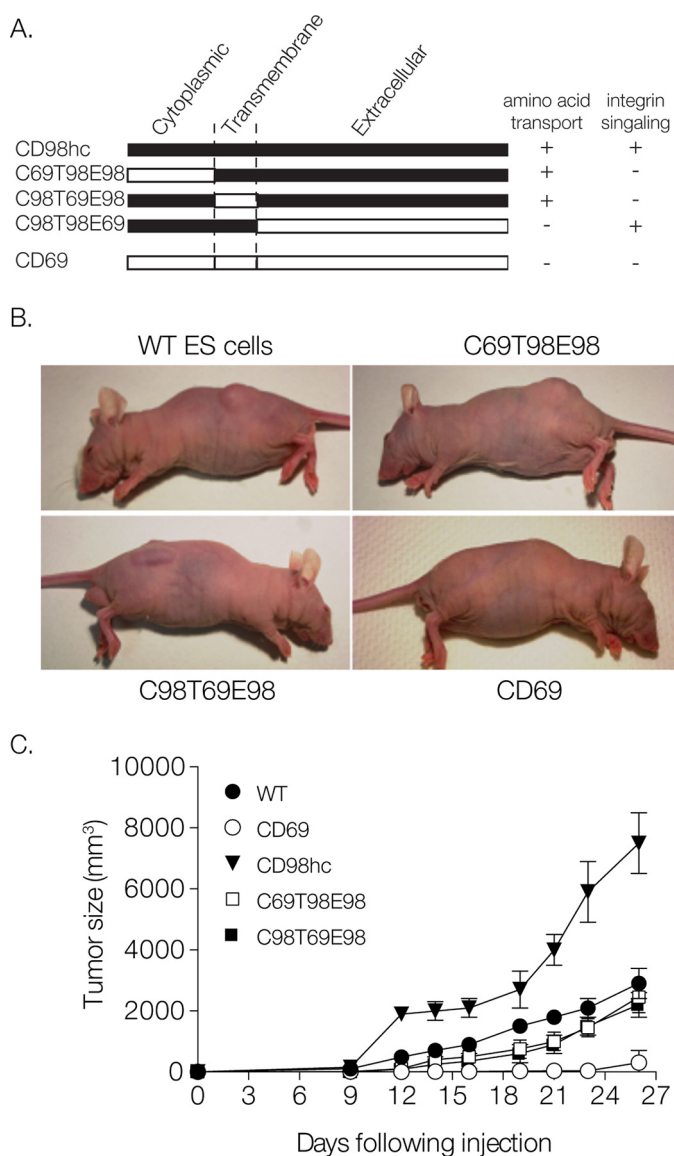 A.
Cytoplasmic
Transmembrane
Extracellular
amino acid
transport
integrin
singaling
CD98hc + +
C69T98E98 + -
C98T69E98 + -
C98T98E69 - +
CD69 - -
B.
WT ES cells
C69T98E98
C98T69E98
CD69
C.
10000
8000
6000
4000
2000
0
Tumor size (mm³)
WT
CD69
CD98hc
C69T98E98
C98T69E98
0 3 6 9 12 15 18 21 24 27
Days following injection